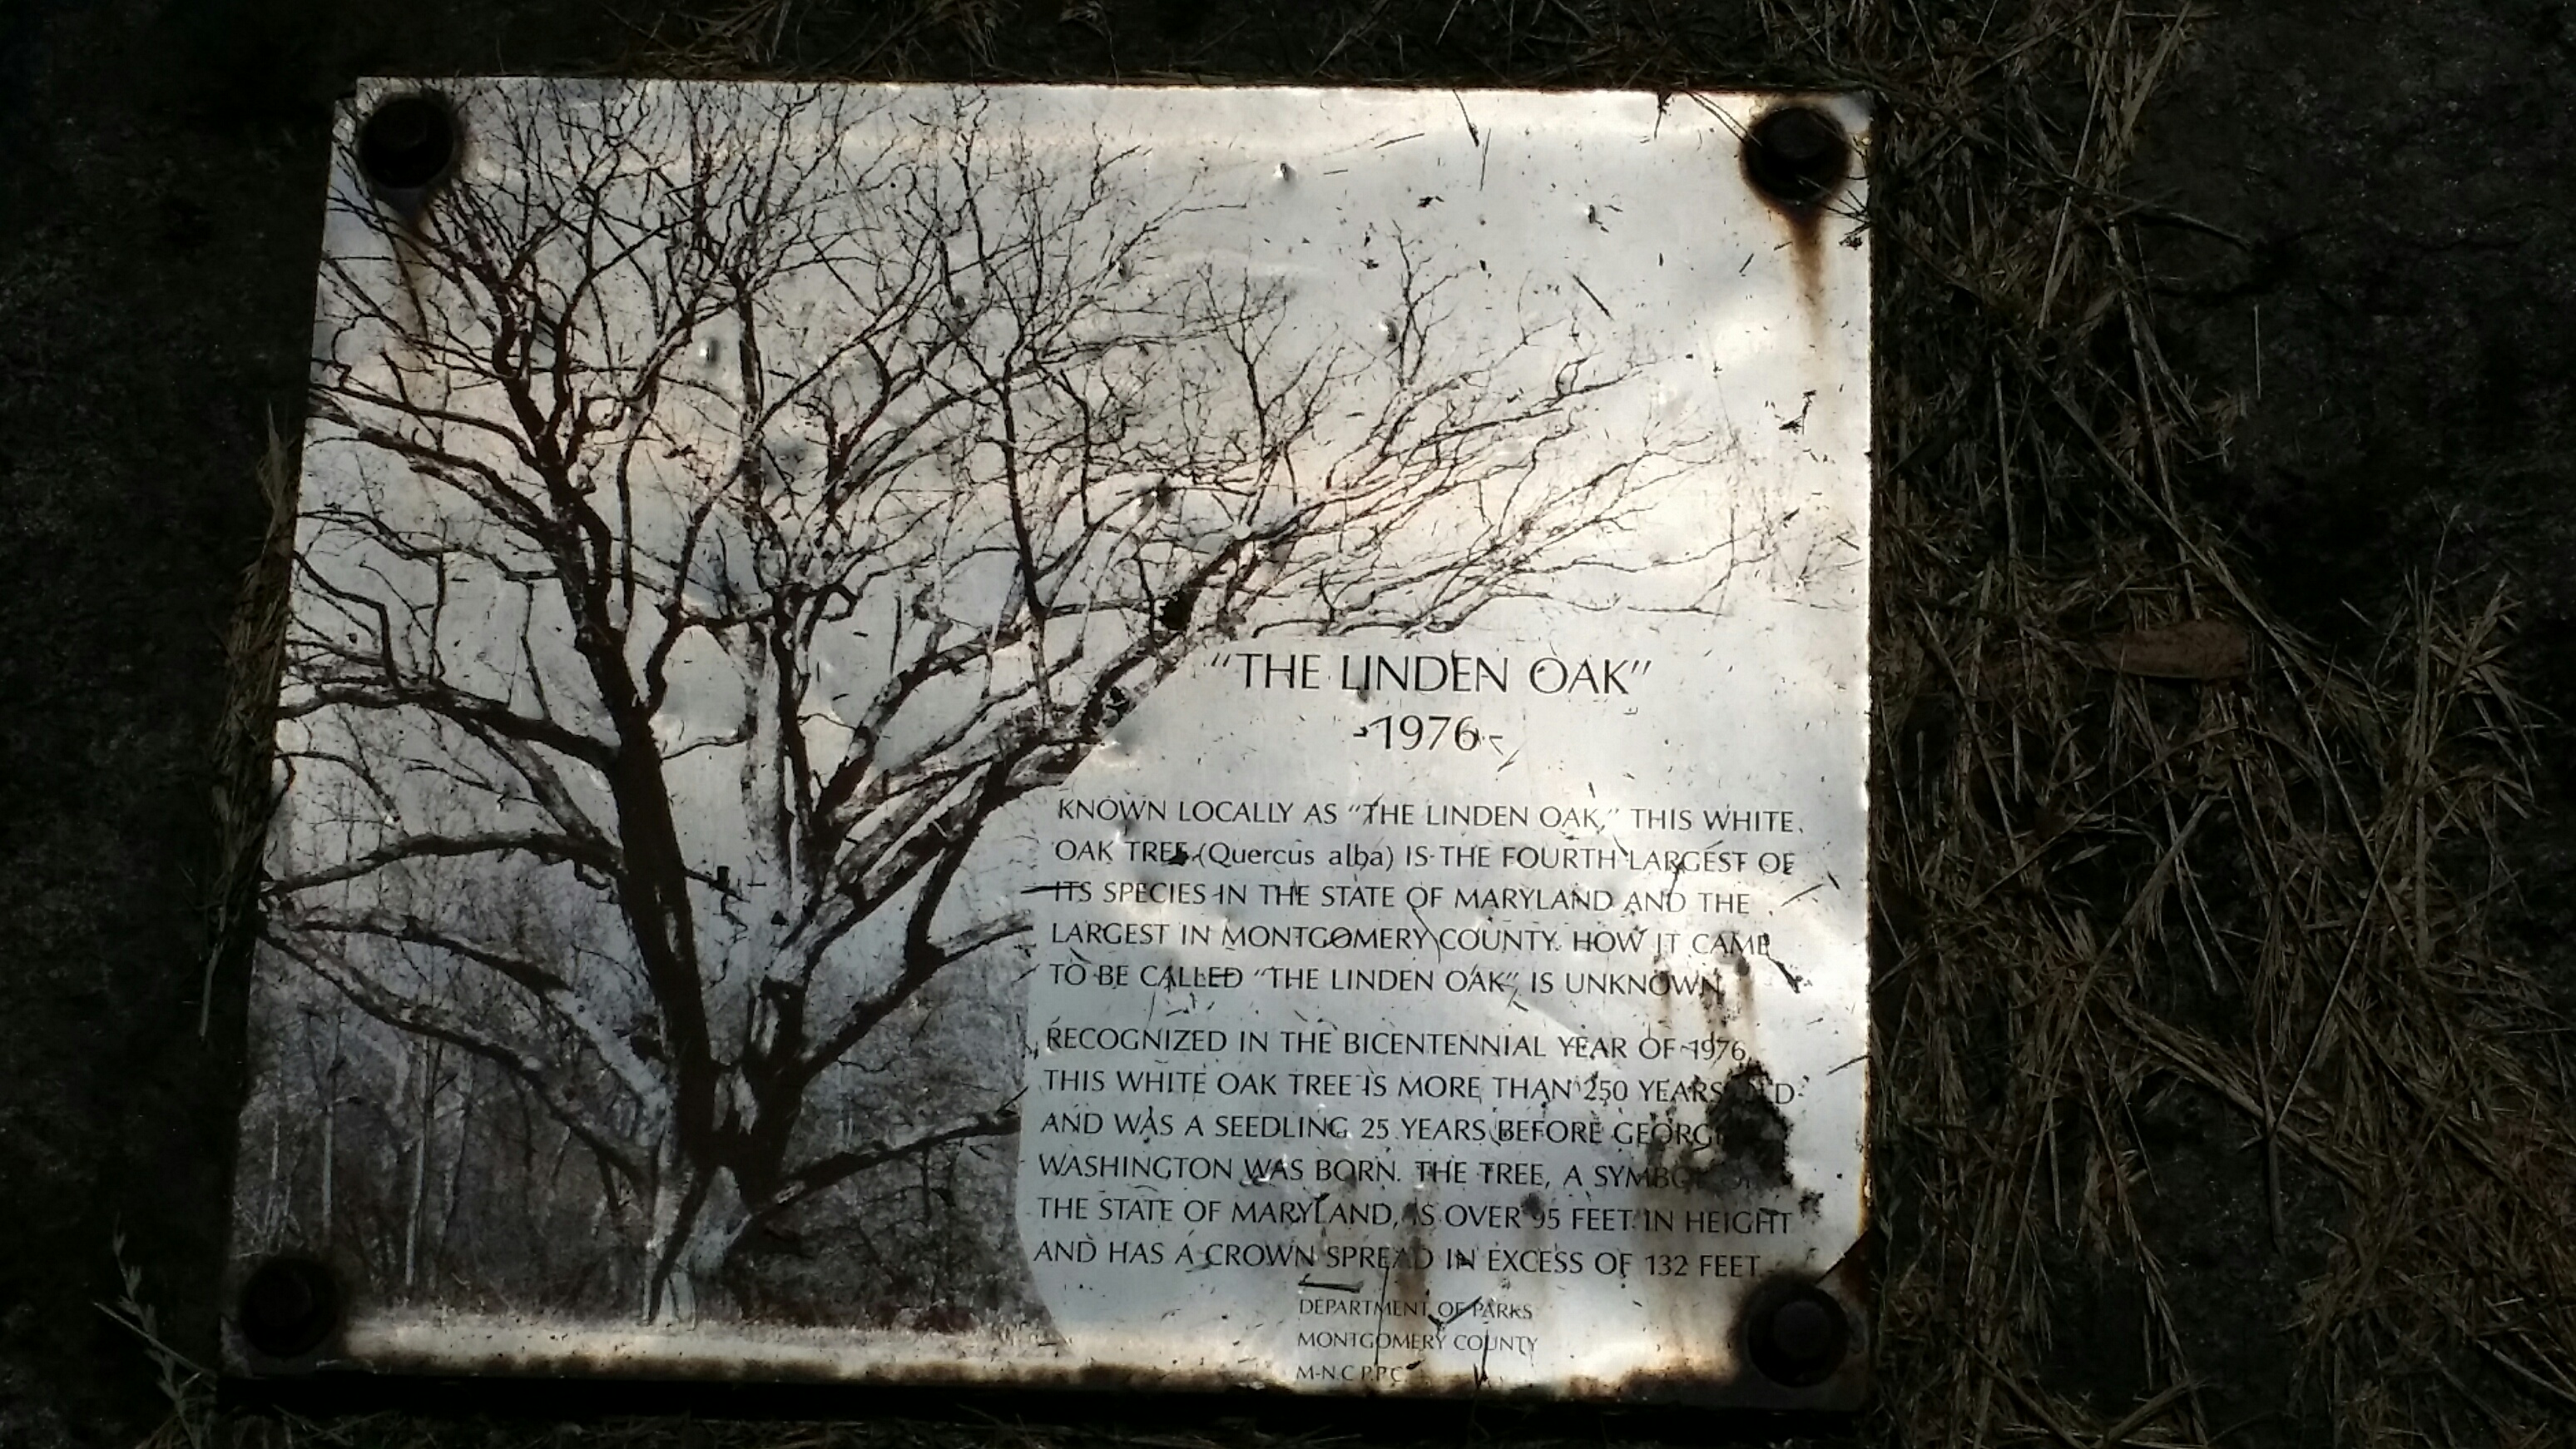 "THE LINDEN OAK"
-1976-
KNOWN LOCALLY AS "THE LINDEN OAK," THIS WHITE
OAK TREE (Quercus alba) IS THE FOURTH LARGEST OF
ITS SPECIES IN THE STATE OF MARYLAND AND THE
LARGEST IN MONTGOMERY COUNTY. HOW IT CAME
TO BE CALLED "THE LINDEN OAK", IS UNKNOWN.
RECOGNIZED IN THE BICENTENNIAL YEAR OF 1976,
THIS WHITE OAK TREE IS MORE THAN 250 YEARS
AND WAS A SEEDLING 25 YEARS BEFORE GEORGE
WASHINGTON WAS BORN. THE TREE, A SYMBOL
THE STATE OF MARYLAND, IS OVER 95 FEET IN HEIGHT
AND HAS A CROWN SPREAD IN EXCESS OF 132 FEET.
DEPARTMENT OF PARKS
MONTGOMERY COUNTY
M-N C P.P.C.